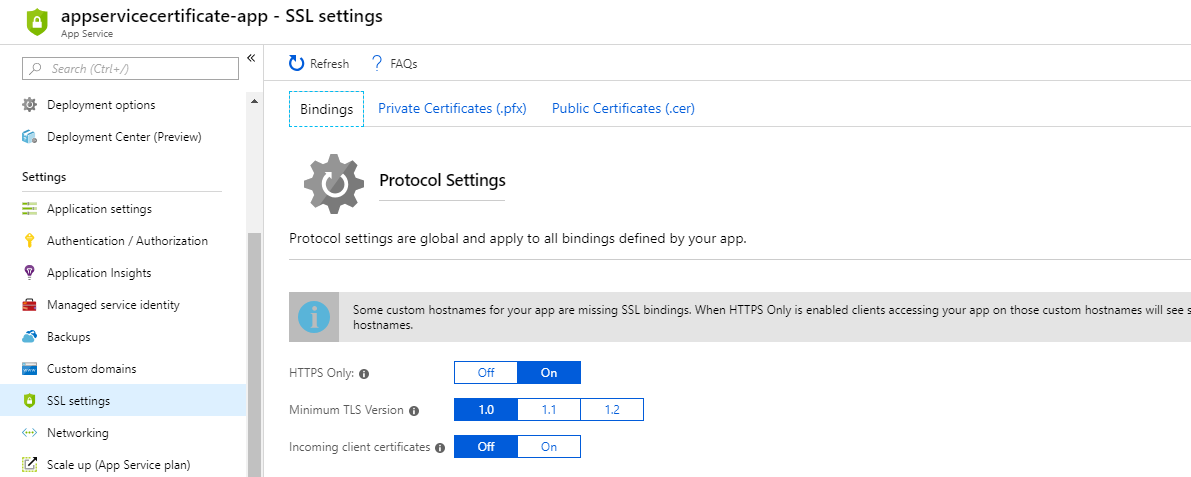 appservicecertificate-app - SSL settings
App Service
Search (Ctrl+/)
«
Deployment options
Deployment Center (Preview)
Settings
Application settings
Authentication / Authorization
Application Insights
Managed service identity
Backups
Custom domains
SSL settings
Networking
Scale up (App Service plan)
Refresh ? FAQs
Bindings Private Certificates (.pfx) Public Certificates (.cer)
Protocol Settings
Protocol settings are global and apply to all bindings defined by your app.
Some custom hostnames for your app are missing SSL bindings. When HTTPS Only is enabled clients accessing your app on those custom hostnames will see
hostnames.
HTTPS Only: Off On
Minimum TLS Version 1.0 1.1 1.2
Incoming client certificates Off On